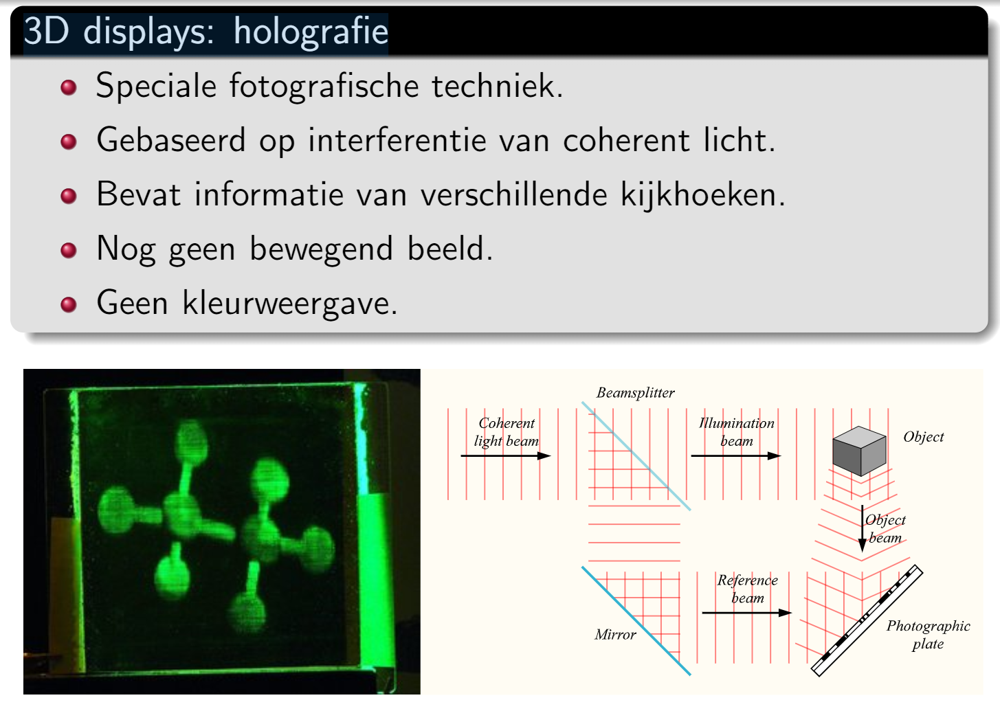 3D displays: holografie
Speciale fotografische techniek.
Gebaseerd op interferentie van coherent licht.
Bevat informatie van verschillende kijkhoeken.
Nog geen bewegend beeld.
Geen kleurweergave.
Beamsplitter
Coherent
light beam
Illumination
beam
Object
Object
beam
Reference
beam
Mirror
Photographic
plate